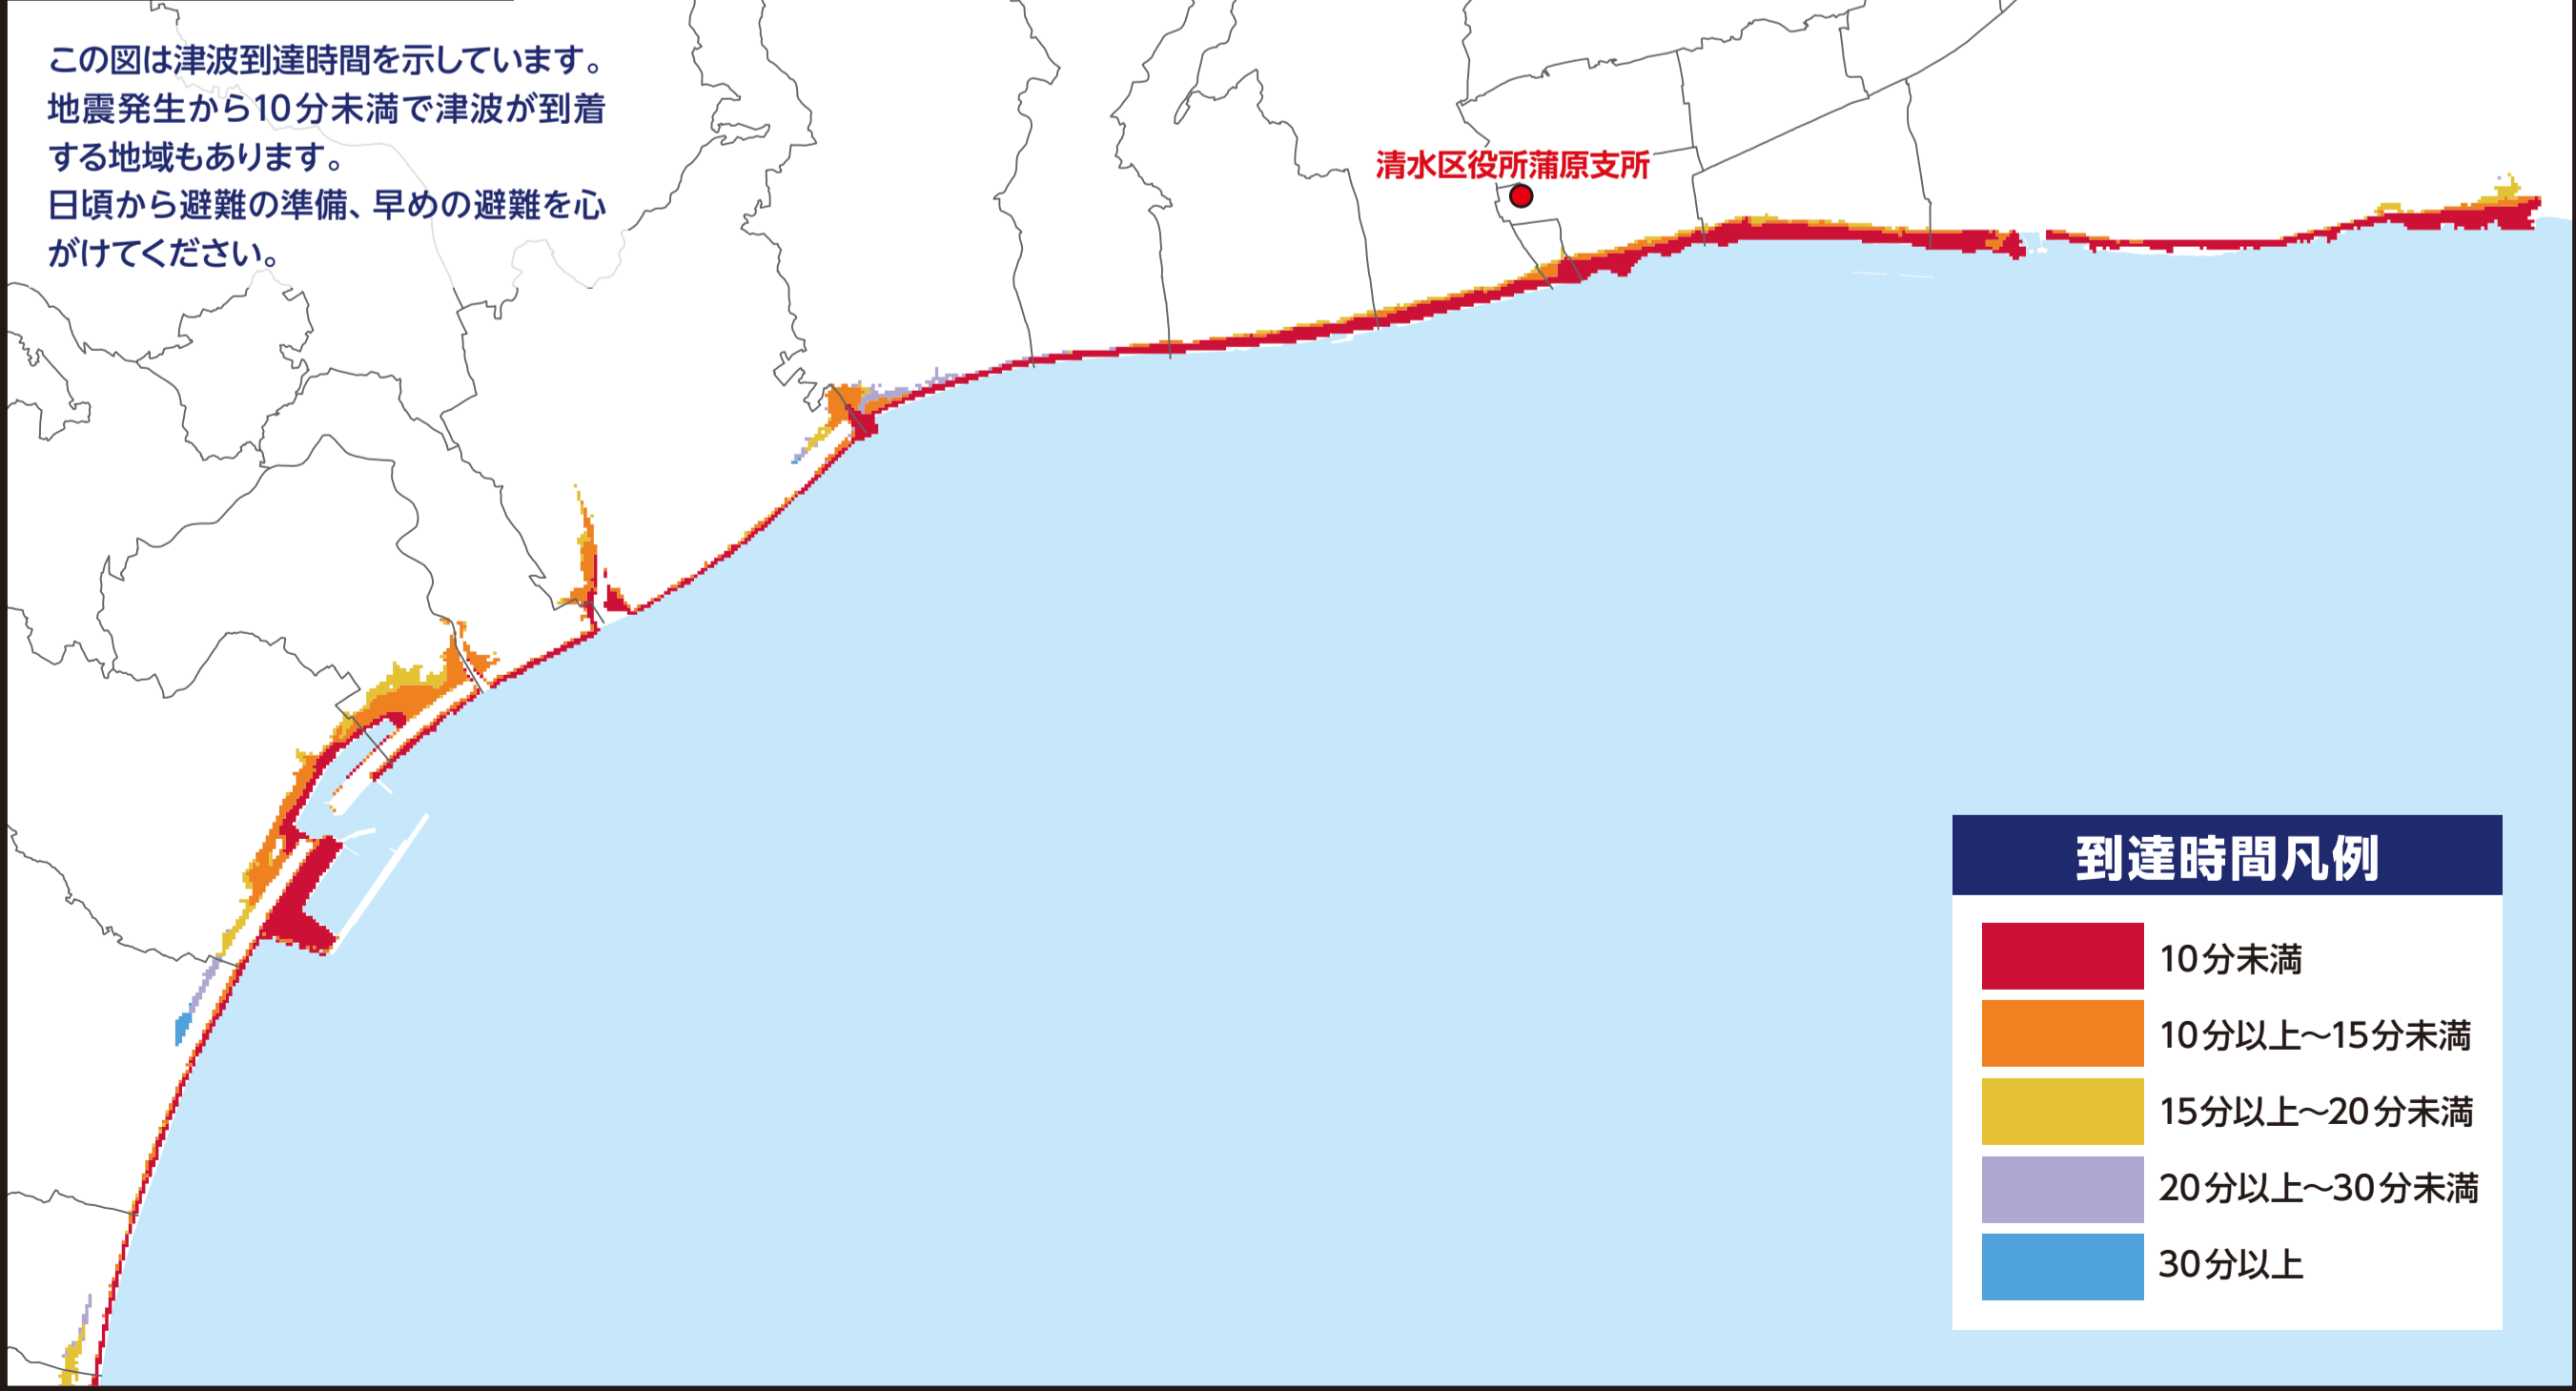 この図は津波到達時間を示しています。
地震発生から10分未満で津波が到着
する地域もあります。
日頃から避難の準備、早めの避難を心
がけてください。
清水区役所蒲原支所
到達時間凡例
10分未満
10分以上～15分未満
15分以上～20分未満
20分以上～30分未満
30分以上